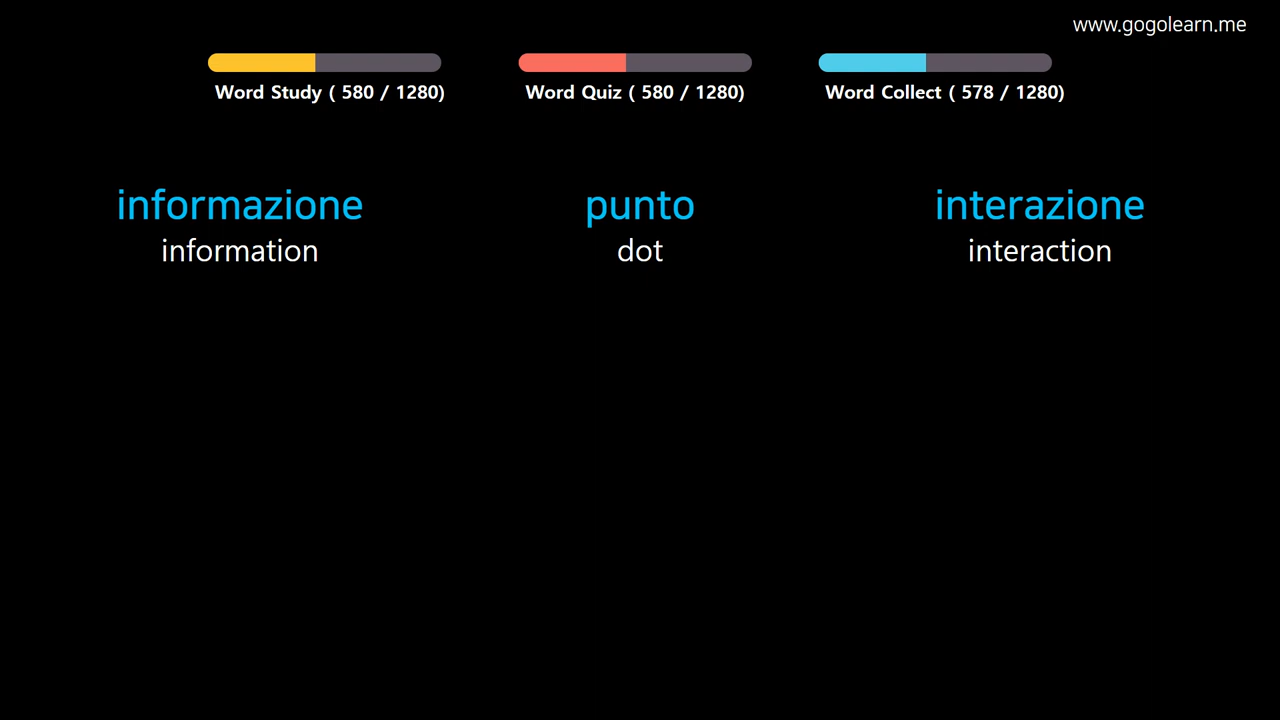 www.gogolearn.me
Word Study ( 580 / 1280)
Word Quiz ( 580 / 1280)
Word Collect ( 578 / 1280)
informazione
information
punto
dot
interazione
interaction